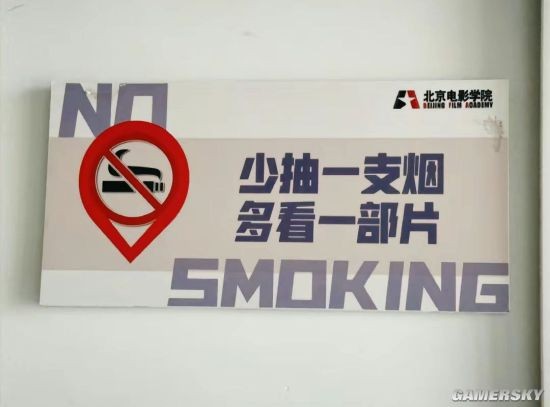 NO
北京电影学院
BEIJING FILM ACADEMY
少抽一支烟
多看一部片
SMOKING
GAMERSKY